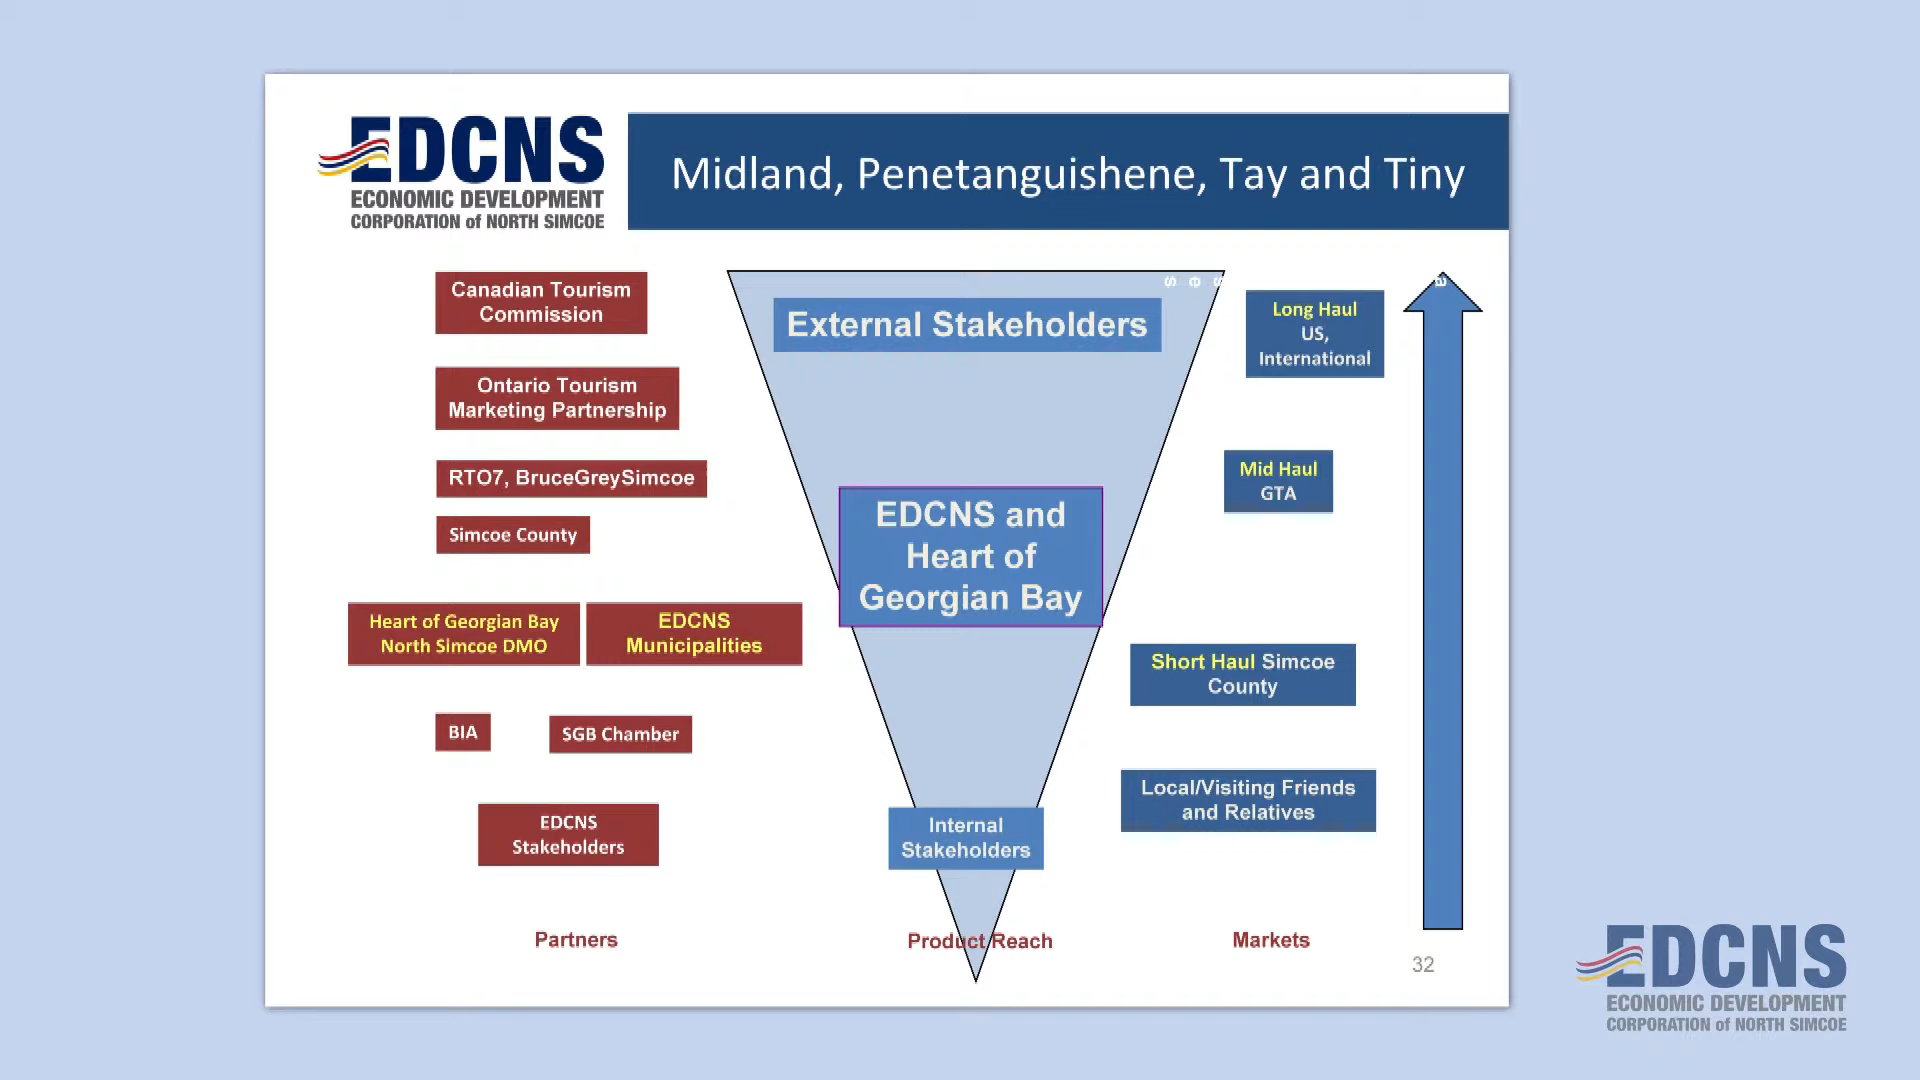 EDCNS
ECONOMIC DEVELOPMENT
CORPORATION of NORTH SIMCOE
Midland, Penetanguishene, Tay and Tiny
Canadian Tourism
Commission
Ontario Tourism
Marketing Partnership
RTO7, BruceGreySimcoe
Simcoe County
Heart of Georgian Bay
North Simcoe DMO
EDCNS
Municipalities
BIA
SGB Chamber
EDCNS
Stakeholders
Partners
External Stakeholders
EDCNS and
Heart of
Georgian Bay
Internal
Stakeholders
Product Reach
Long Haul
US,
International
Mid Haul
GTA
Short Haul Simcoe
County
Local/Visiting Friends
and Relatives
Markets
32
EDCNS
ECONOMIC DEVELOPMENT
CORPORATION of NORTH SIMCOE